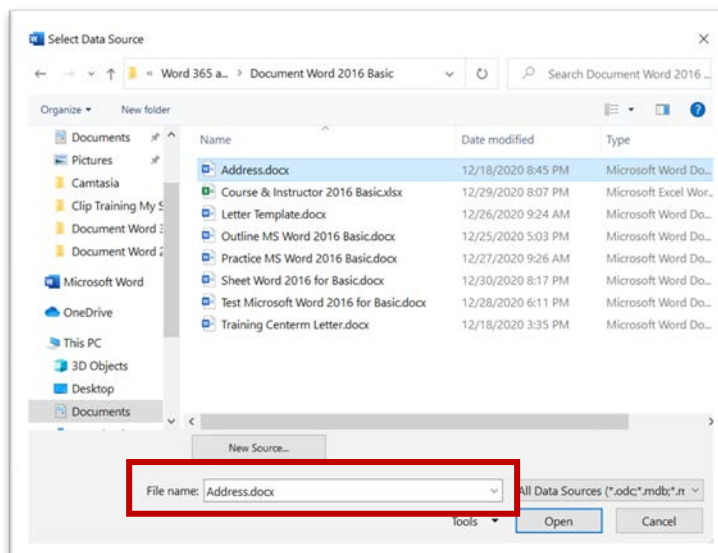 Select Data Source
« Word 365 a... > Document Word 2016 Basic
Search Document Word 2016 ...
Organize New folder
Name Date modified Type
Documents
Pictures
Camtasia
Clip Training My S
Document Word 3
Document Word 2
Microsoft Word
OneDrive
This PC
3D Objects
Desktop
Documents
Address.docx 12/18/2020 8:45 PM Microsoft Word Do...
Course & Instructor 2016 Basic.xlsx 12/29/2020 8:07 PM Microsoft Excel Wor...
Letter Template.docx 12/26/2020 9:24 AM Microsoft Word Do...
Outline MS Word 2016 Basic.docx 12/25/2020 5:03 PM Microsoft Word Do...
Practice MS Word 2016 Basic.docx 12/27/2020 9:26 AM Microsoft Word Do...
Sheet Word 2016 for Basic.docx 12/30/2020 8:17 PM Microsoft Word Do...
Test Microsoft Word 2016 for Basic.docx 12/28/2020 6:11 PM Microsoft Word Do...
Training Centerm Letter.docx 12/18/2020 3:35 PM Microsoft Word Do...
New Source...
File name: Address.docx All Data Sources (*.odc;*.mdb;*.n
Tools Open Cancel